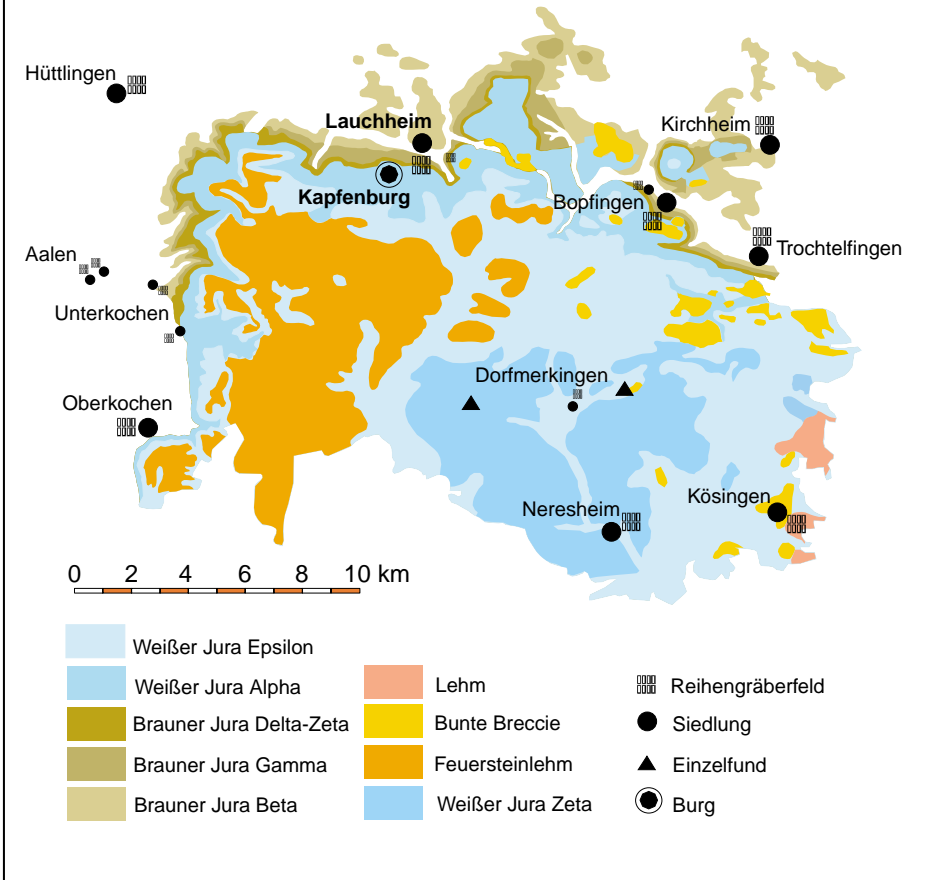 Hüttlingen
Lauchheim
Kirchheim
Kapfenburg
Bopfingen
Trochtelfingen
Aalen
Unterkochen
Dorfmerkingen
Oberkochen
Kösingen
Neresheim
0 2 4 6 8 10 km
Weißer Jura Epsilon
Weißer Jura Alpha
Brauner Jura Delta-Zeta
Brauner Jura Gamma
Brauner Jura Beta
Lehm
Bunte Breccie
Feuersteinlehm
Weißer Jura Zeta
Reihengräberfeld
Siedlung
Einzelfund
Burg